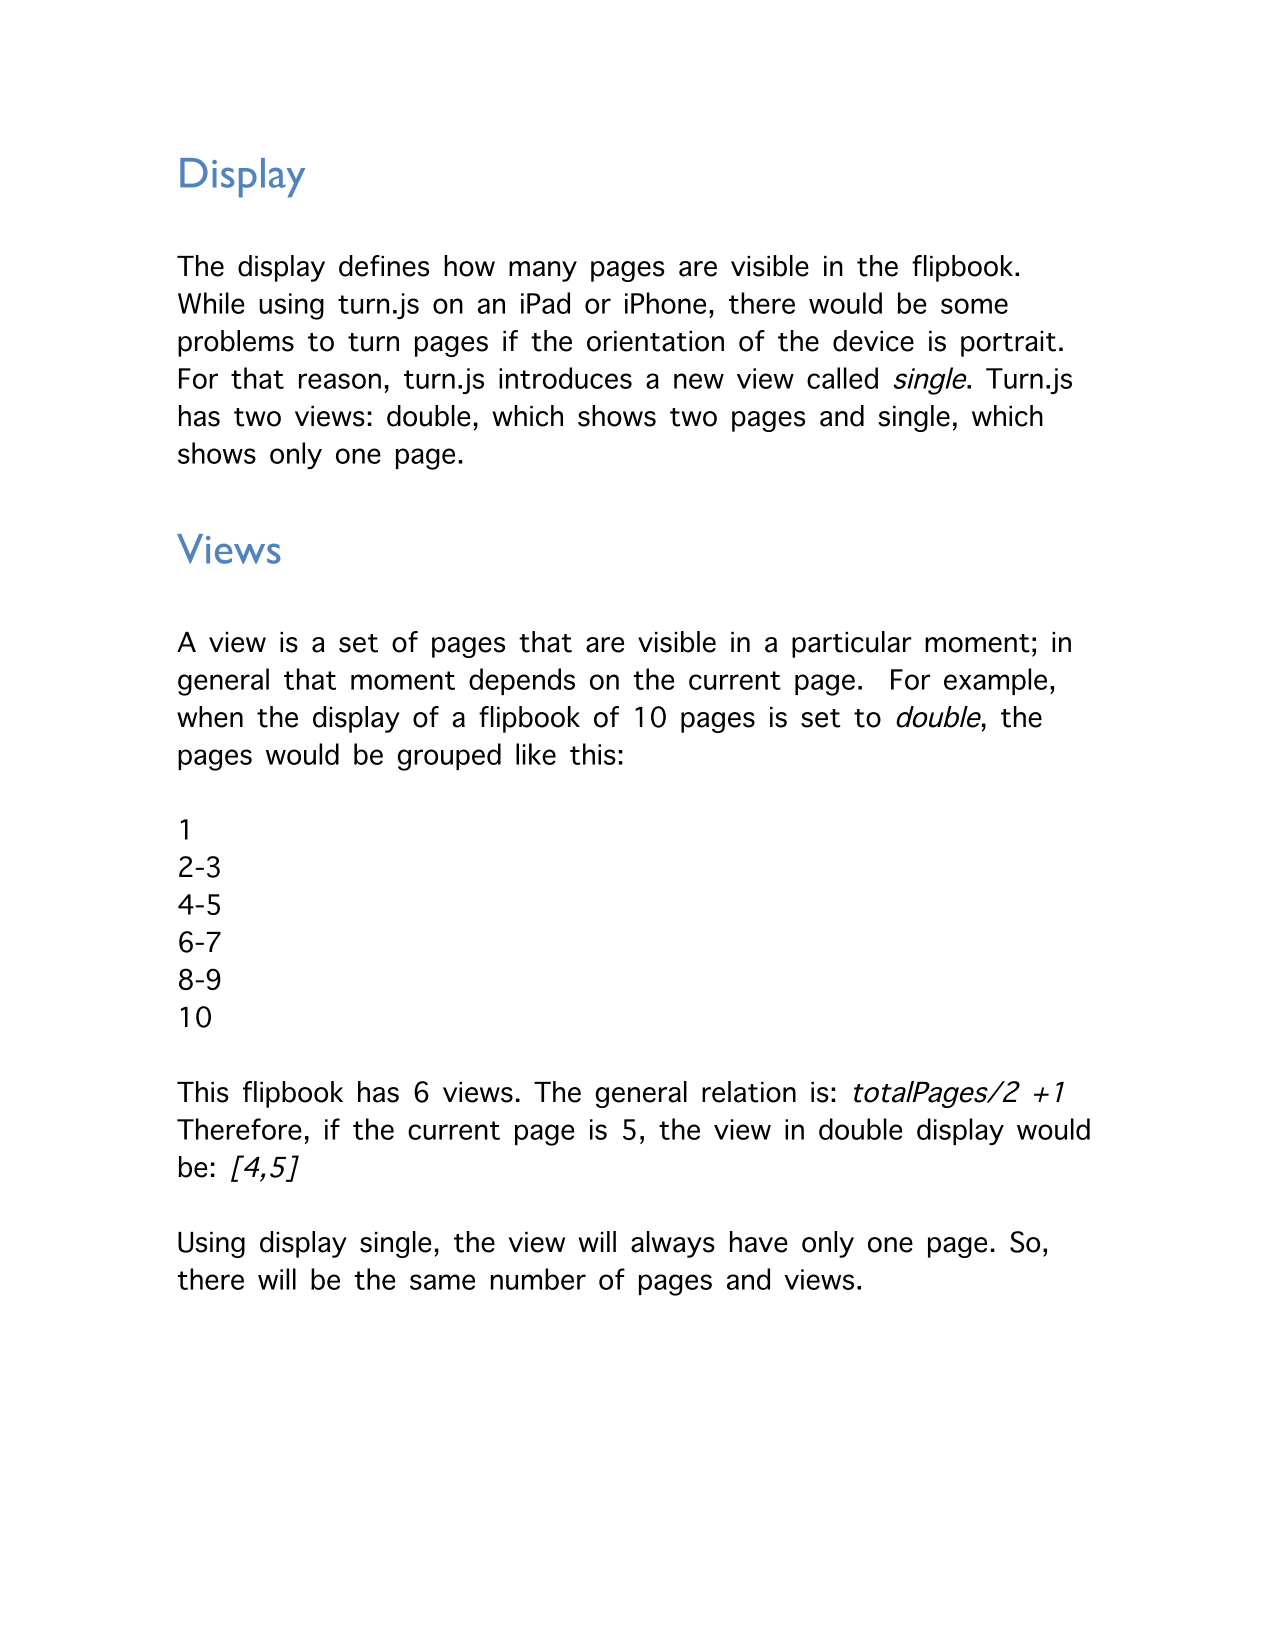 Display
The display defines how many pages are visible in the flipbook.
While using turn.js on an iPad or iPhone, there would be some
problems to turn pages if the orientation of the device is portrait.
For that reason, turn.js introduces a new view called single. Turn.js
has two views: double, which shows two pages and single, which
shows only one page.
Views
A view is a set of pages that are visible in a particular moment; in
general that moment depends on the current page.  For example,
when the display of a flipbook of 10 pages is set to double, the
pages would be grouped like this:
1
2-3
4-5
6-7
8-9
10
This flipbook has 6 views. The general relation is: totalPages/2 +1
Therefore, if the current page is 5, the view in double display would
be: [4,5]
Using display single, the view will always have only one page. So,
there will be the same number of pages and views.